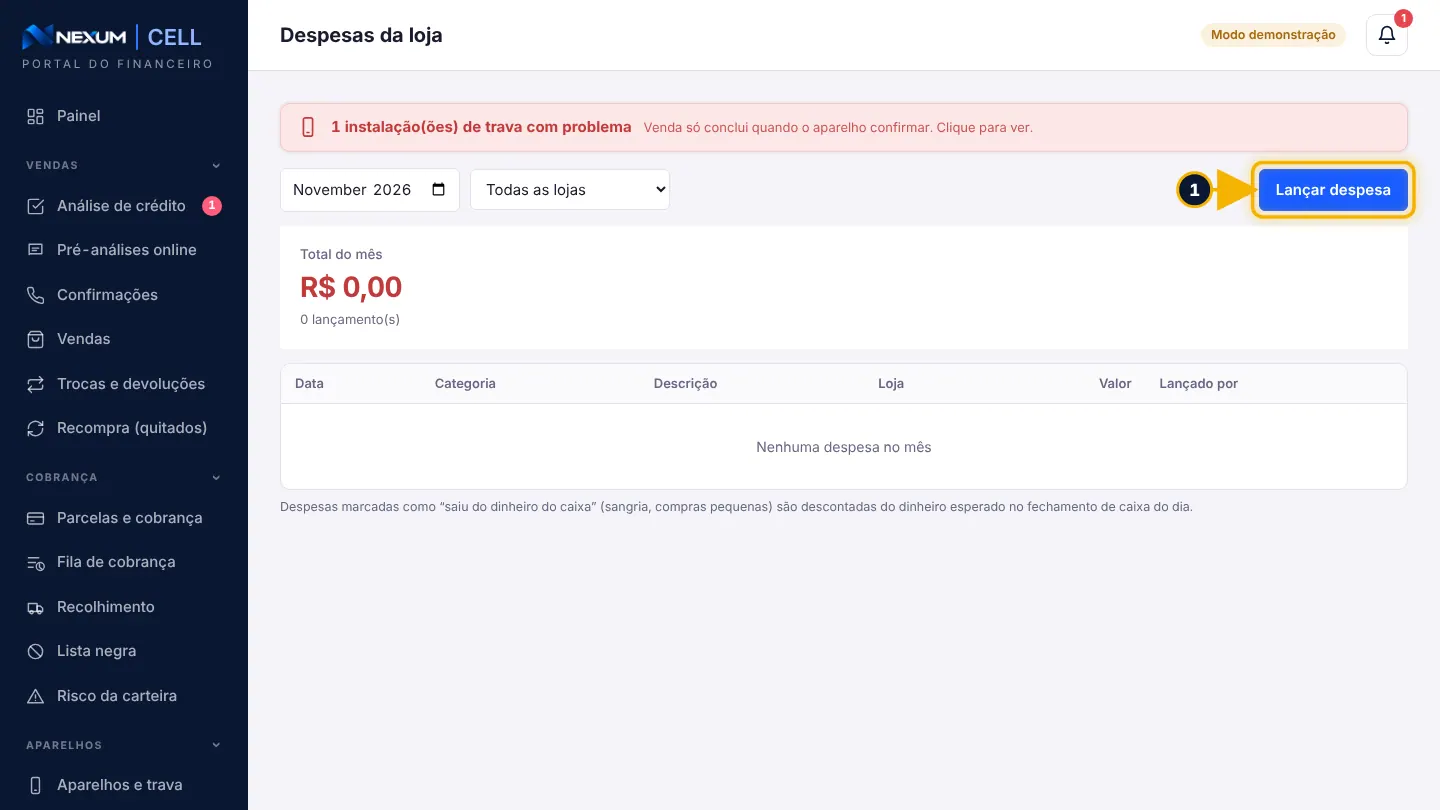 NEXUM | CELL
PORTAL DO FINANCEIRO
Painel
VENDAS
Análise de crédito 1
Pré-análises online
Confirmações
Vendas
Trocas e devoluções
Recompra (quitados)
COBRANÇA
Parcelas e cobrança
Fila de cobrança
Recolhimento
Lista negra
Risco da carteira
APARELHOS
Aparelhos e trava
Despesas da loja
Modo demonstração
1
1 instalação(ões) de trava com problema Venda só conclui quando o aparelho confirmar. Clique para ver.
November 2026 Todas as lojas 1 Lançar despesa
Total do mês
R$ 0,00
0 lançamento(s)
Data Categoria Descrição Loja Valor Lançado por
Nenhuma despesa no mês
Despesas marcadas como “saiu do dinheiro do caixa” (sangria, compras pequenas) são descontadas do dinheiro esperado no fechamento de caixa do dia.